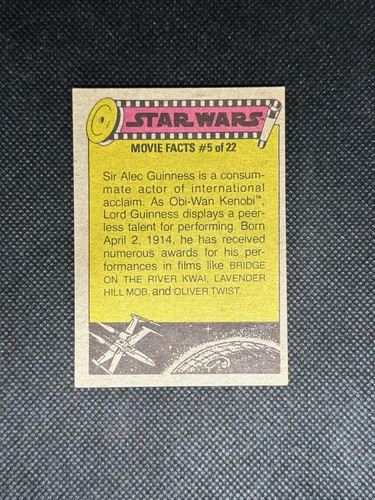 STAR WARS
MOVIE FACTS #5 of 22
Sir Alec Guinness is a consum-
mate actor of international
acclaim. As Obi-Wan Kenobi™,
Lord Guinness displays a peer-
less talent for performing. Born
April 2, 1914, he has received
numerous awards for his per-
formances in films like BRIDGE
ON THE RIVER KWAI, LAVENDER
HILL MOB, and OLIVER TWIST.